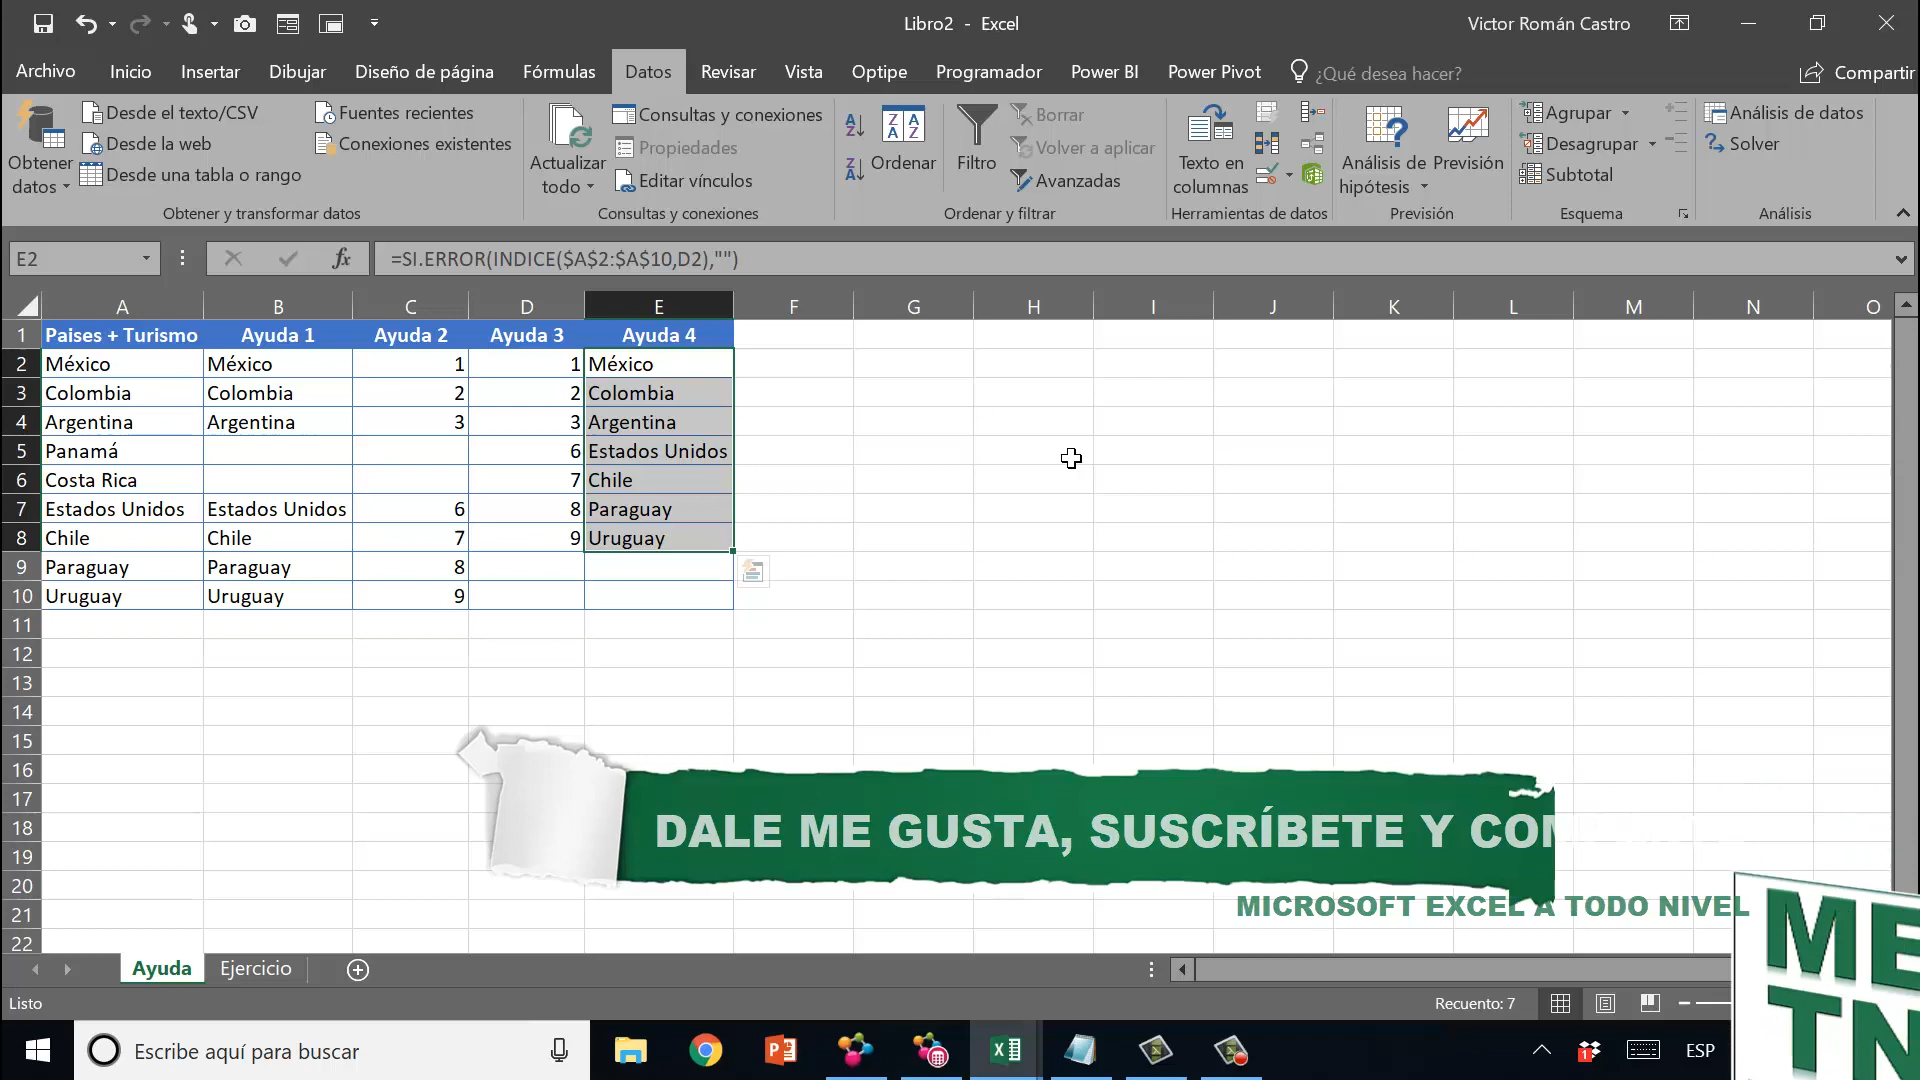 Libro2 - Excel
Victor Román Castro
Archivo Inicio Insertar Dibujar Diseño de página Fórmulas Datos Revisar Vista Optipe Programador Power BI Power Pivot ¿Qué desea hacer? Compartir
Obtener datos
Desde el texto/CSV
Desde la web
Desde una tabla o rango
Fuentes recientes
Conexiones existentes
Obtener y transformar datos
Actualizar todo
Consultas y conexiones
Propiedades
Editar vínculos
Consultas y conexiones
Ordenar
Filtro
Borrar
Volver a aplicar
Avanzadas
Ordenar y filtrar
Texto en columnas
Herramientas de datos
Análisis de hipótesis
Previsión
Previsión
Agrupar
Desagrupar
Subtotal
Esquema
Análisis de datos
Solver
Análisis
E2
fx
=SI.ERROR(INDICE($A$2:$A$10,D2),"")
A B C D E F G H I J K L M N O
1 Paises + Turismo Ayuda 1 Ayuda 2 Ayuda 3 Ayuda 4
2 México México 1 1 México
3 Colombia Colombia 2 2 Colombia
4 Argentina Argentina 3 3 Argentina
5 Panamá 6 Estados Unidos
6 Costa Rica 7 Chile
7 Estados Unidos Estados Unidos 6 8 Paraguay
8 Chile Chile 7 9 Uruguay
9 Paraguay Paraguay 8
10 Uruguay Uruguay 9
11
12
13
14
15
16
17
18
19
20
21
22
DALE ME GUSTA, SUSCRÍBETE Y COM
MICROSOFT EXCEL A TODO NIVEL
ME
TN
Ayuda Ejercicio
Listo
Recuento: 7
Escribe aquí para buscar
ESP